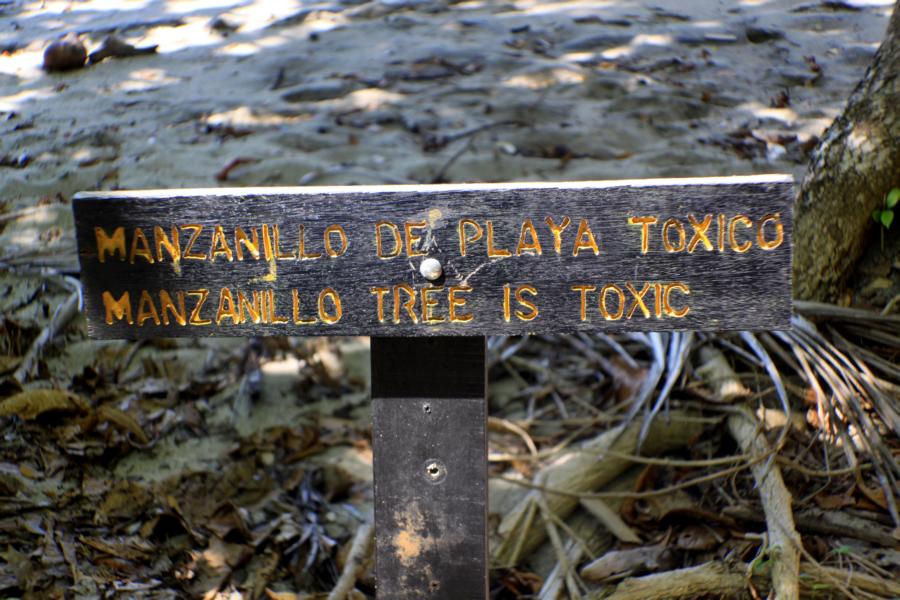 MANZANILLO DE PLAYA TOXICO
MANZANILLO TREE IS TOXIC